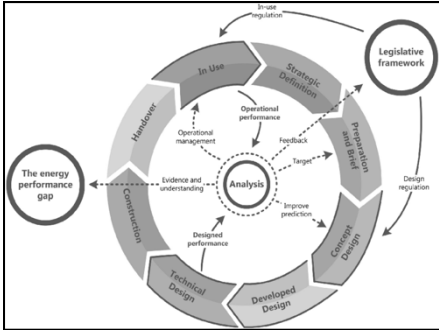 In-use
regulation
Legislative
framework
In Use
Strategic
Definition
Operational
performance
Handover
Operational
management
Feedback
Preparation
and Brief
Target
The energy
performance
gap
Evidence and
understanding
Analysis
Design
regulation
Improve
prediction
Construction
Designed
performance
Concept
Design
Technical
Design
Developed
Design